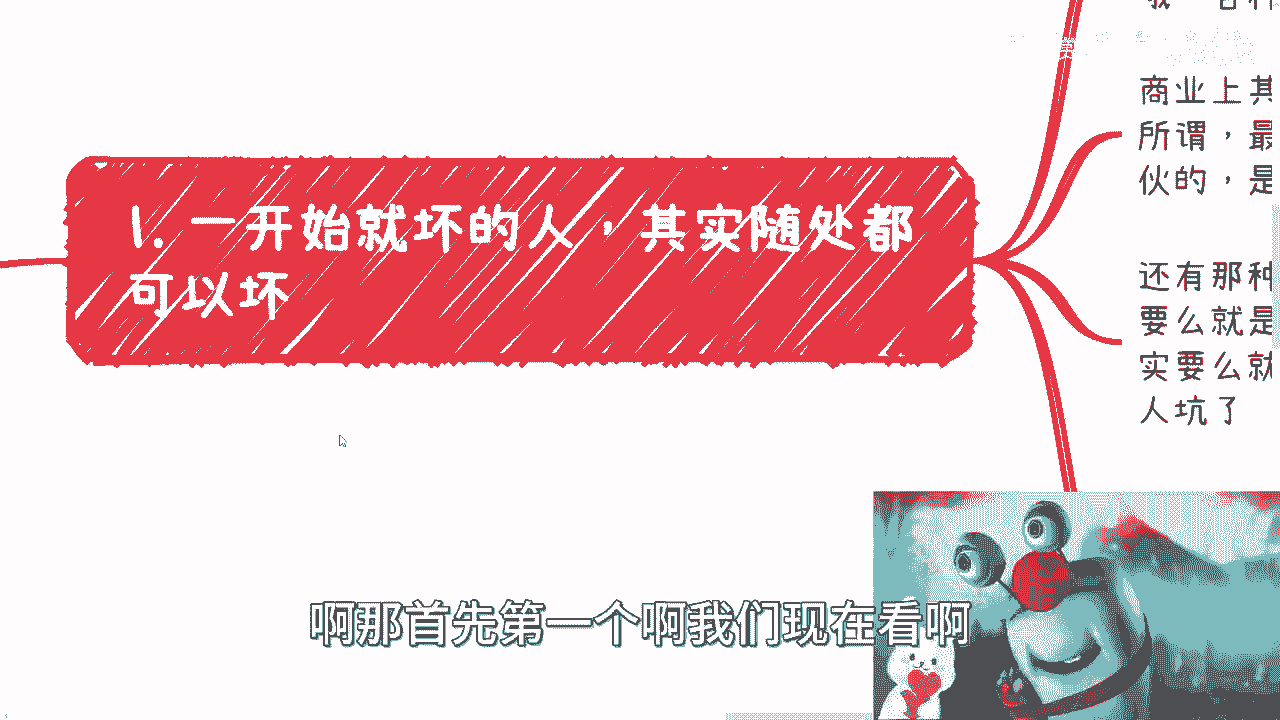 1. 一开始就坏的人，其实随处都
可以坏
商业上其
所谓，最
伙的，是
还有那种
要么就是
实要么就
人坑了
啊那首先第一个啊我们现在看啊